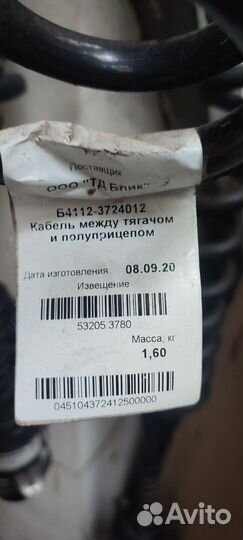 Поставщик
ООО "ТД Блик"
Б4112-3724012
Кабель между тягачом
и полуприцепом
Дата изготовления 08.09.20
Извещение
53205.3780
Масса, кг
1,60
045104372412500000
Avito